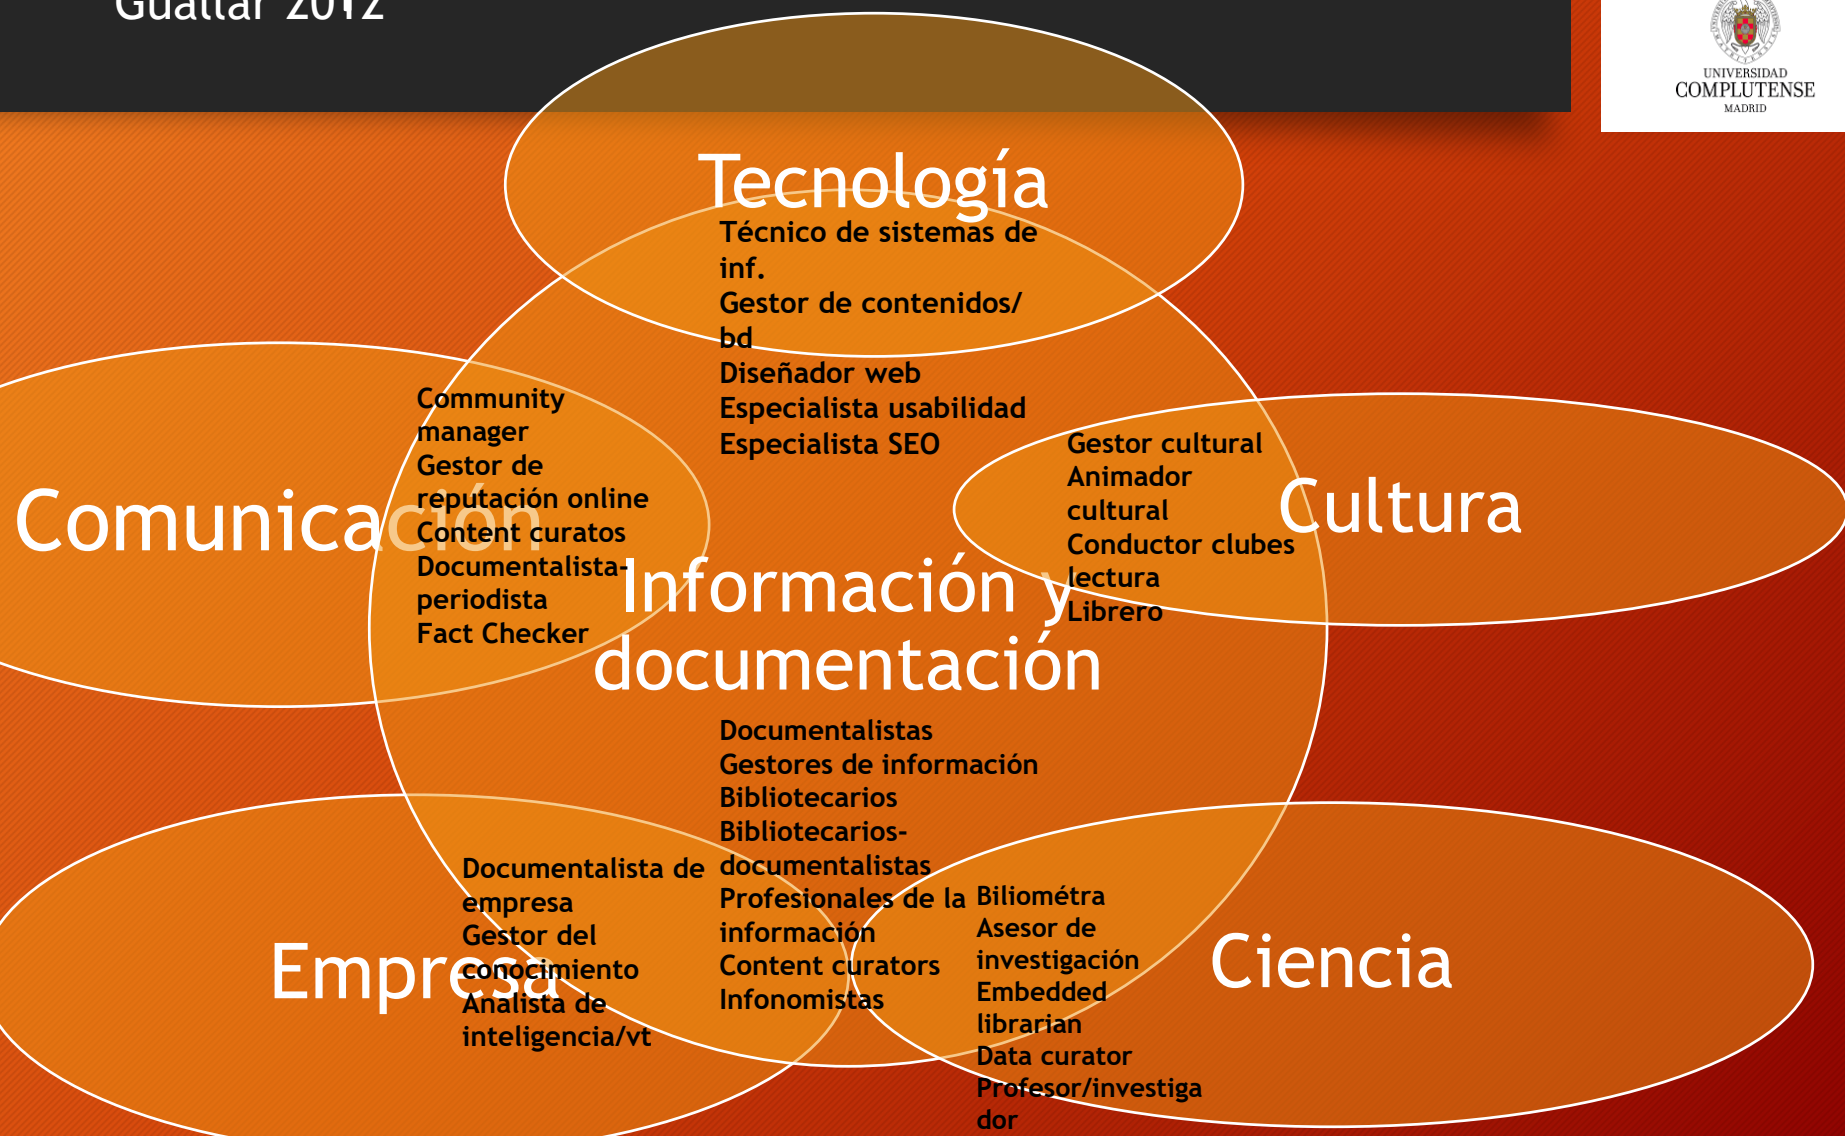 Guallar 2012
UNIVERSIDAD
COMPLUTENSE
MADRID
Tecnología
Técnico de sistemas de
inf.
Gestor de contenidos/
bd
Diseñador web
Especialista usabilidad
Especialista SEO
Comunicación
Community
manager
Gestor de
reputación online
Content curatos
Documentalista-
periodista
Fact Checker
Cultura
Gestor cultural
Animador
cultural
Conductor clubes
lectura
Librero
Información y
documentación
Documentalistas
Gestores de información
Bibliotecarios
Bibliotecarios-
documentalistas
Profesionales de la
información
Content curators
Infonomistas
Empresa
Documentalista de
empresa
Gestor del
conocimiento
Analista de
inteligencia/vt
Ciencia
Biliométra
Asesor de
investigación
Embedded
librarian
Data curator
Profesor/investiga
dor